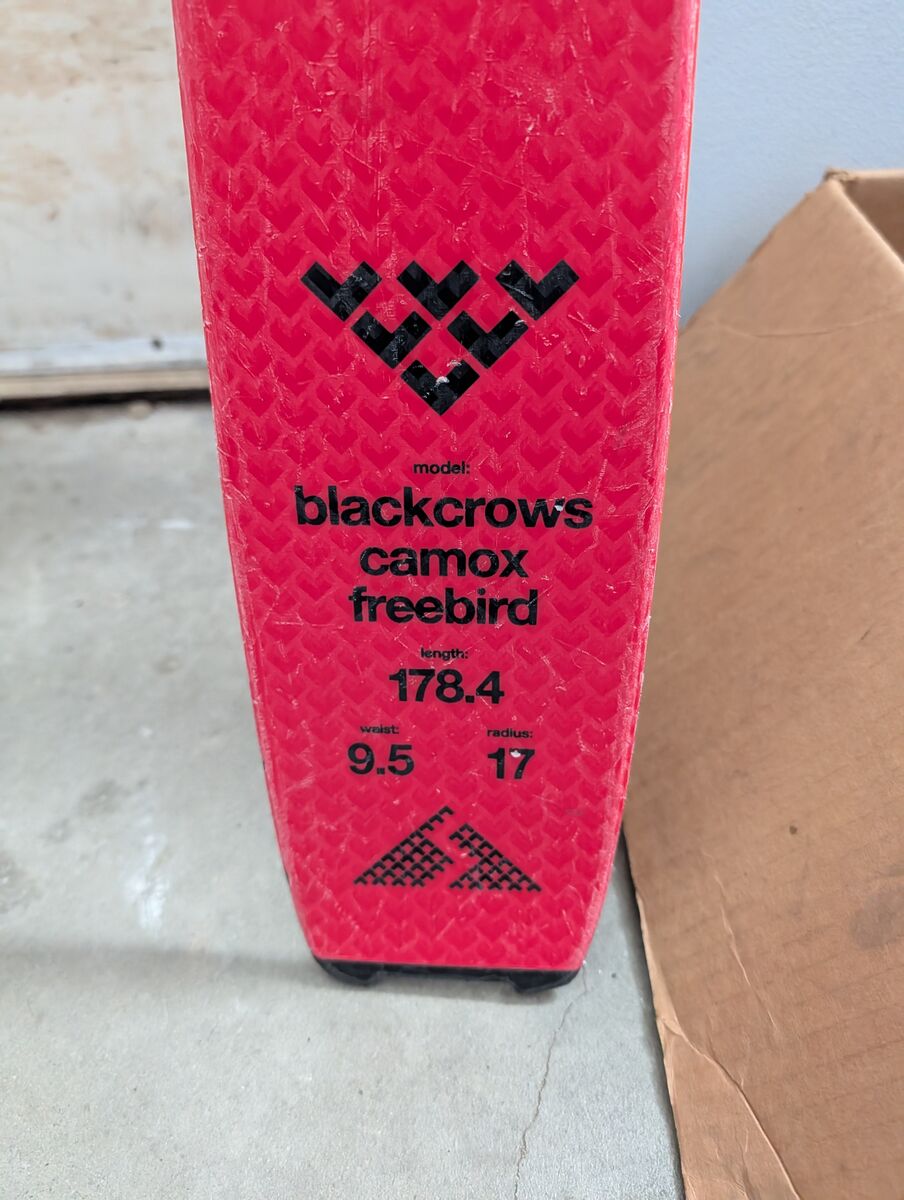 model:
blackcrows
camox
freebird
length:
178.4
waist: radius:
9.5 17